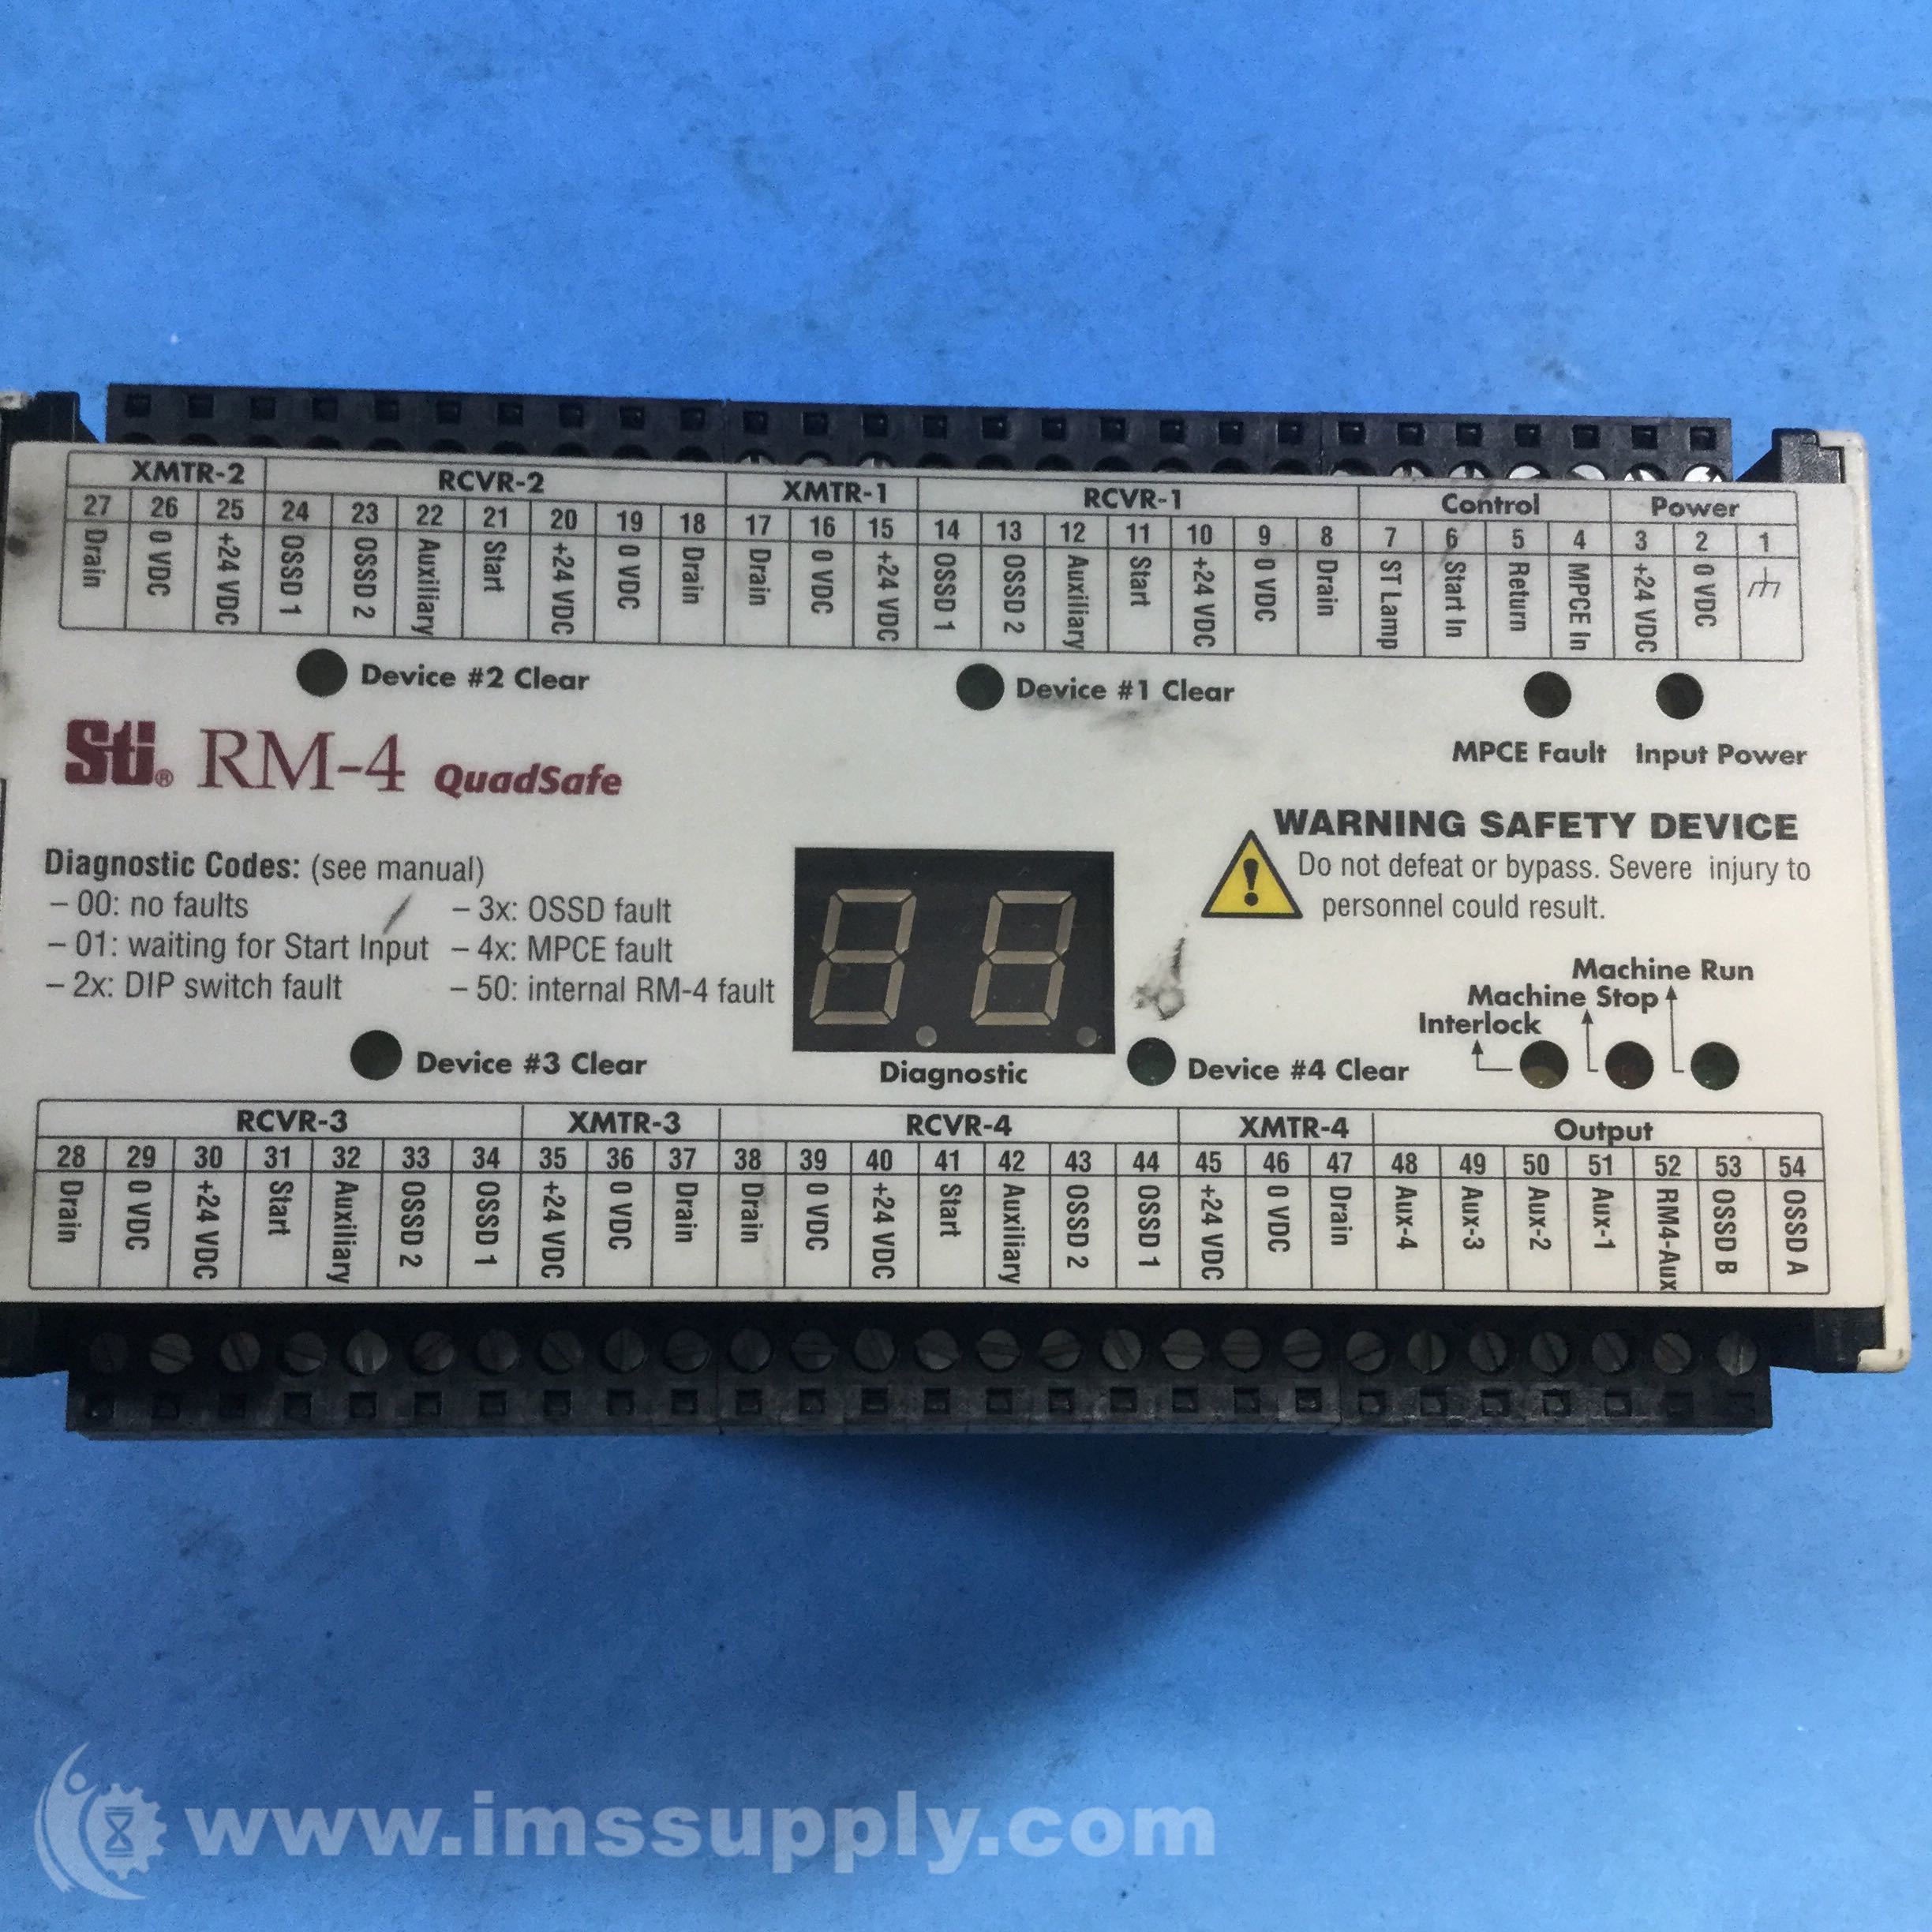 XMTR-2 RCVR-2 XMTR-1 RCVR-1 Control Power
27 26 25 24 23 22 21 20 19 18 17 16 15 14 13 12 11 10 9 8 7 6 5 4 3 2 1
Drain 0 VDC +24 VDC OSSD 1 OSSD 2 Auxiliary Start +24 VDC 0 VDC Drain Drain 0 VDC +24 VDC OSSD 1 OSSD 2 Auxiliary Start +24 VDC 0 VDC Drain ST Lamp Start In Return MPCE In +24 VDC 0 VDC
Device #2 Clear Device #1 Clear
MPCE Fault Input Power
Sti® RM-4 QuadSafe
WARNING SAFETY DEVICE
Do not defeat or bypass. Severe injury to
personnel could result.
Diagnostic Codes: (see manual)
– 00: no faults – 3x: OSSD fault
– 01: waiting for Start Input – 4x: MPCE fault
– 2x: DIP switch fault – 50: internal RM-4 fault
Machine Run
Machine Stop
Interlock
Device #3 Clear Diagnostic Device #4 Clear
RCVR-3 XMTR-3 RCVR-4 XMTR-4 Output
28 29 30 31 32 33 34 35 36 37 38 39 40 41 42 43 44 45 46 47 48 49 50 51 52 53 54
Drain 0 VDC +24 VDC Start Auxiliary OSSD 2 OSSD 1 +24 VDC 0 VDC Drain Drain 0 VDC +24 VDC Start Auxiliary OSSD 2 OSSD 1 +24 VDC 0 VDC Drain Aux-4 Aux-3 Aux-2 Aux-1 RM4-Aux OSSD B OSSD A
www.imssupply.com